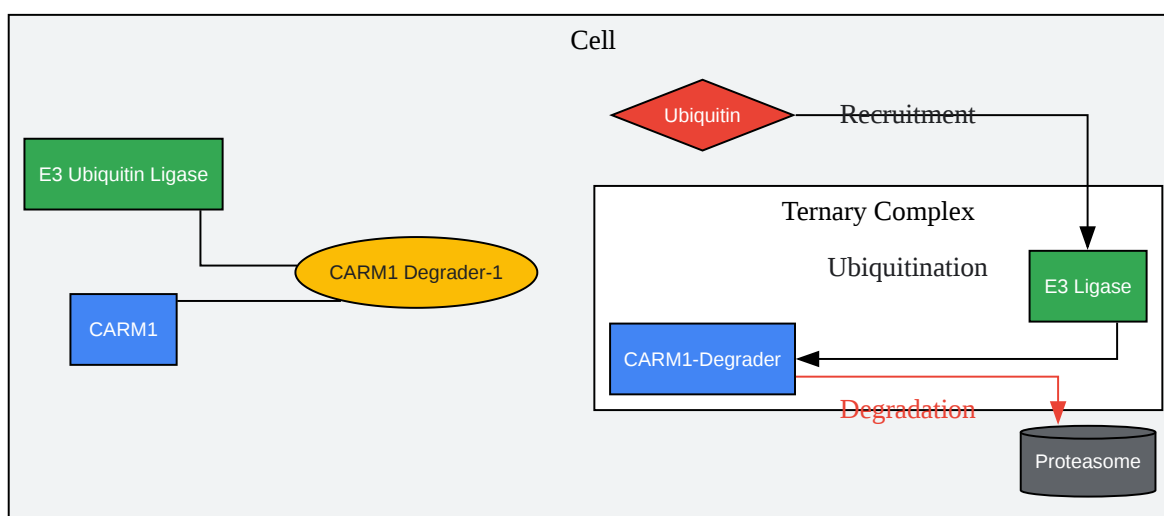 Cell
Ubiquitin
Recruitment
E3 Ubiquitin Ligase
Ternary Complex
CARM1 Degrader-1
Ubiquitination
E3 Ligase
CARM1
CARM1-Degrader
Degradation
Proteasome